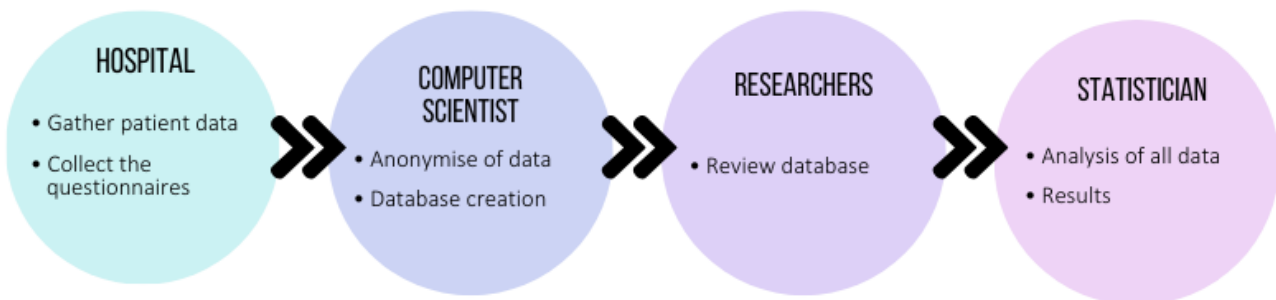 HOSPITAL
• Gather patient data
• Collect the
questionnaires
COMPUTER
SCIENTIST
• Anonymise of data
• Database creation
RESEARCHERS
• Review database
STATISTICIAN
• Analysis of all data
• Results